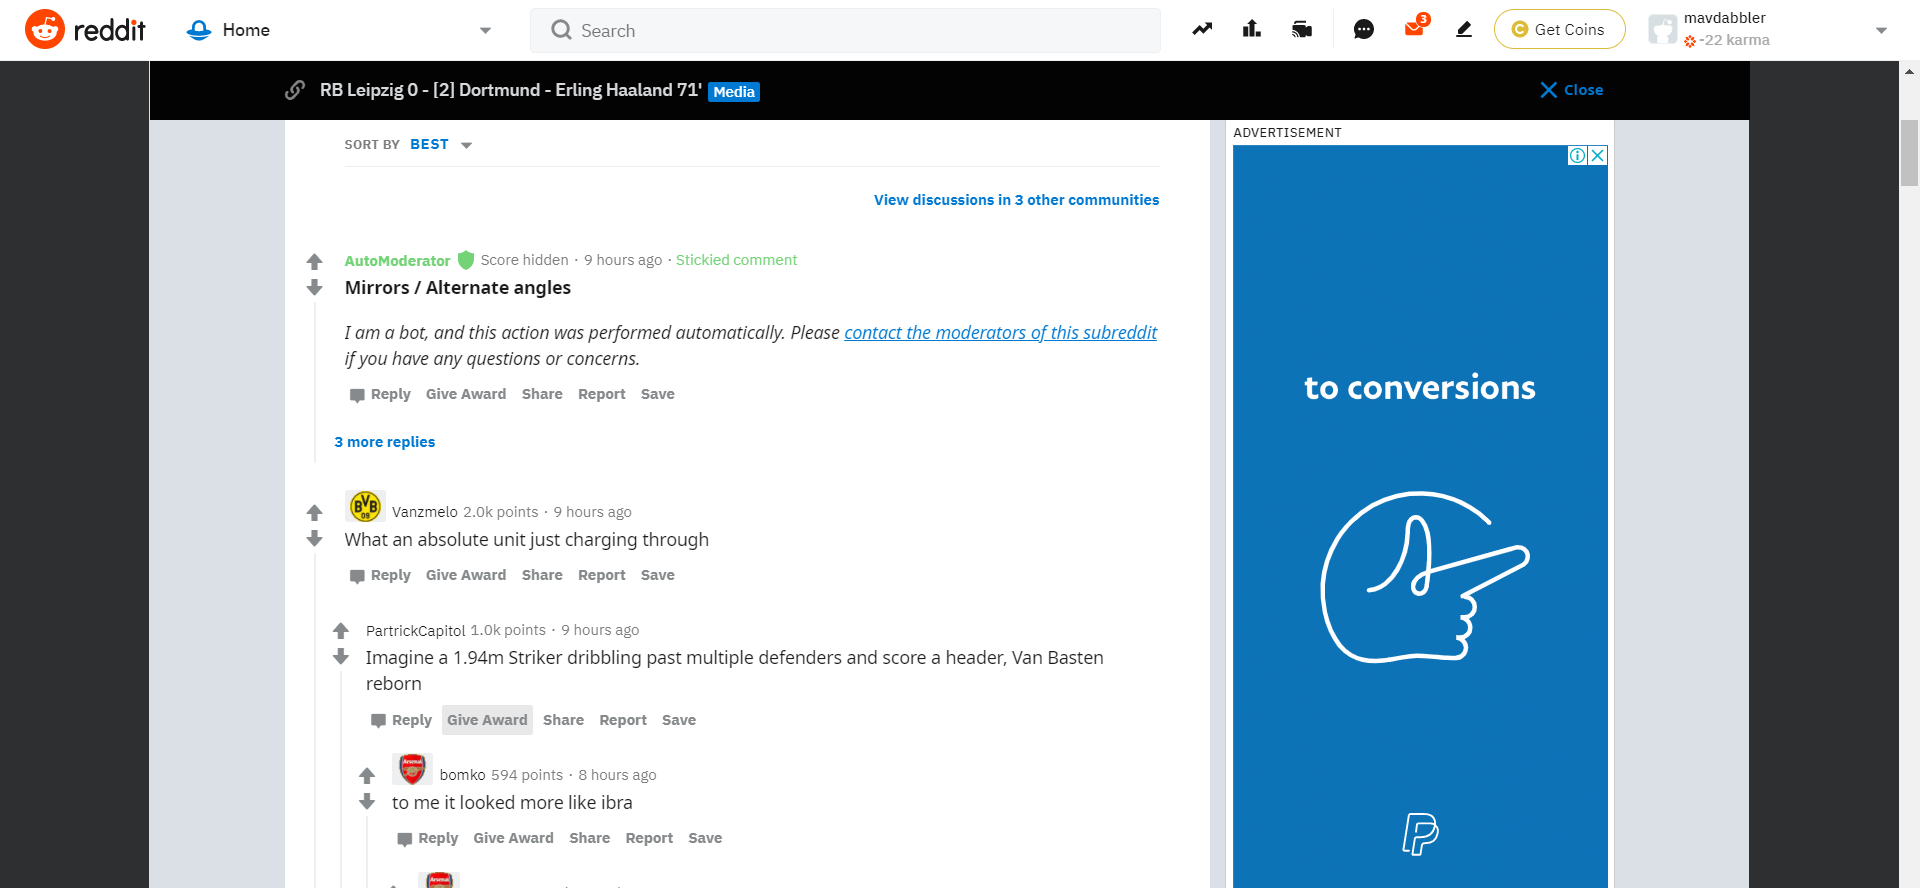 reddit
Home
Search
3
Get Coins
mavdabbler
-22 karma
RB Leipzig 0 - [2] Dortmund - Erling Haaland 71' Media
Close
SORT BY BEST
View discussions in 3 other communities
AutoModerator Score hidden · 9 hours ago · Stickied comment
Mirrors / Alternate angles
I am a bot, and this action was performed automatically. Please contact the moderators of this subreddit
if you have any questions or concerns.
Reply Give Award Share Report Save
3 more replies
BVB 09
Vanzmelo 2.0k points · 9 hours ago
What an absolute unit just charging through
Reply Give Award Share Report Save
PartrickCapitol 1.0k points · 9 hours ago
Imagine a 1.94m Striker dribbling past multiple defenders and score a header, Van Basten
reborn
Reply Give Award Share Report Save
Arsenal
bomko 594 points · 8 hours ago
to me it looked more like ibra
Reply Give Award Share Report Save
ADVERTISEMENT
to conversions